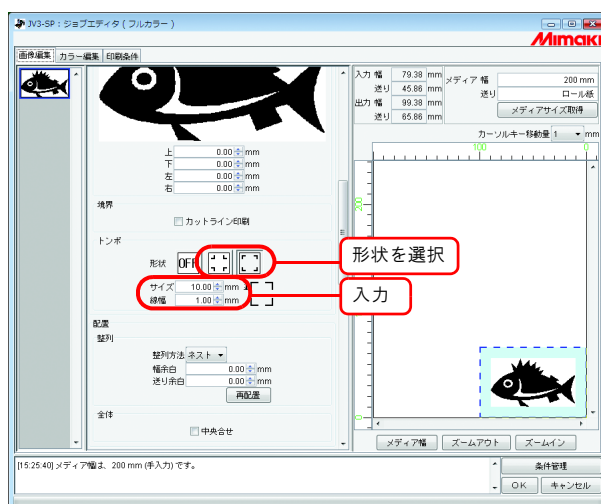 JV3-SP : ジョブエディタ ( フルカラー )
Mimaki
画像編集 カラー編集 印刷条件
上 0.00 mm
下 0.00 mm
左 0.00 mm
右 0.00 mm
境界
カットライン印刷
トンボ
形状 OFF
サイズ 10.00 mm
線幅 1.00 mm
形状を選択
入力
配置
整列
整列方法 ネスト
幅余白 0.00 mm
送り余白 0.00 mm
再配置
全体
中央合せ
入力 幅 79.38 mm
送り 45.86 mm
出力 幅 99.38 mm
送り 65.86 mm
メディア 幅 200 mm
送り ロール紙
メディアサイズ取得
カーソルキー移動量 1 mm
100 0
200
0
メディア幅 ズームアウト ズームイン
[15:25:40] メディア幅は、200 mm (手入力) です。
条件管理
OK キャンセル